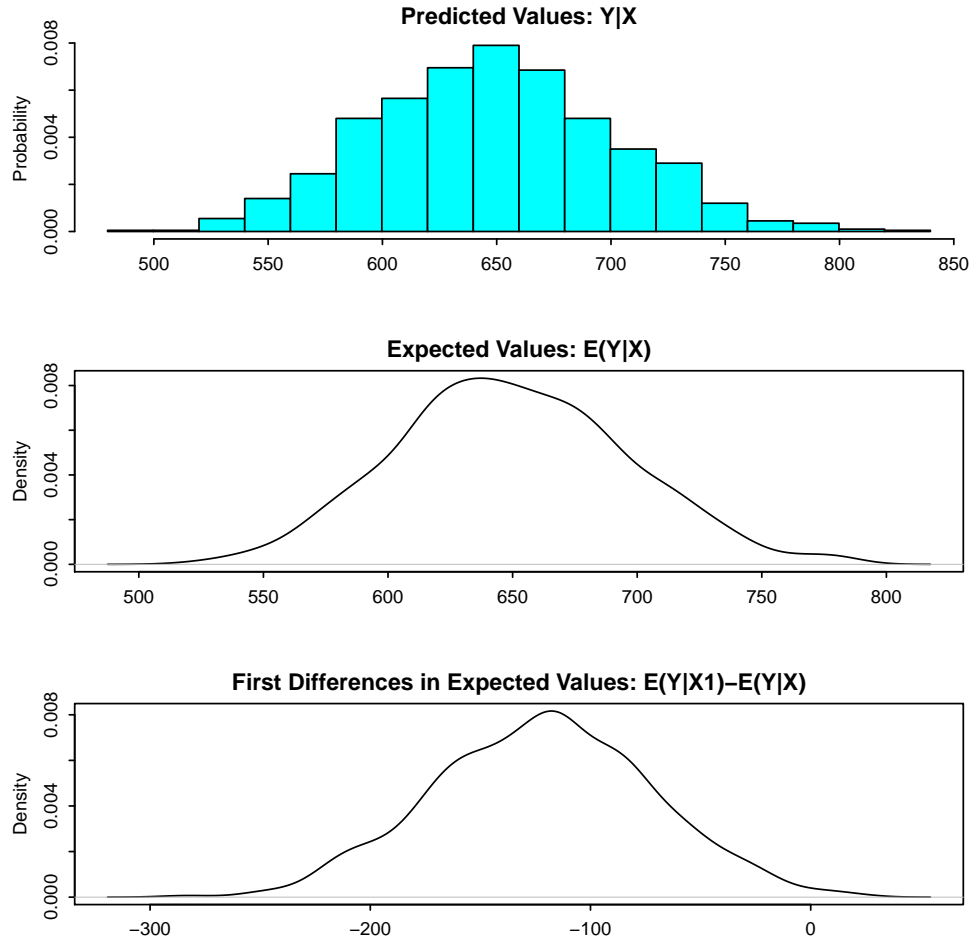 Predicted Values: Y|X
Probability
0.000 0.004 0.008
500 550 600 650 700 750 800 850
Expected Values: E(Y|X)
Density
0.000 0.004 0.008
500 550 600 650 700 750 800
First Differences in Expected Values: E(Y|X1)−E(Y|X)
Density
0.000 0.004 0.008
−300 −200 −100 0